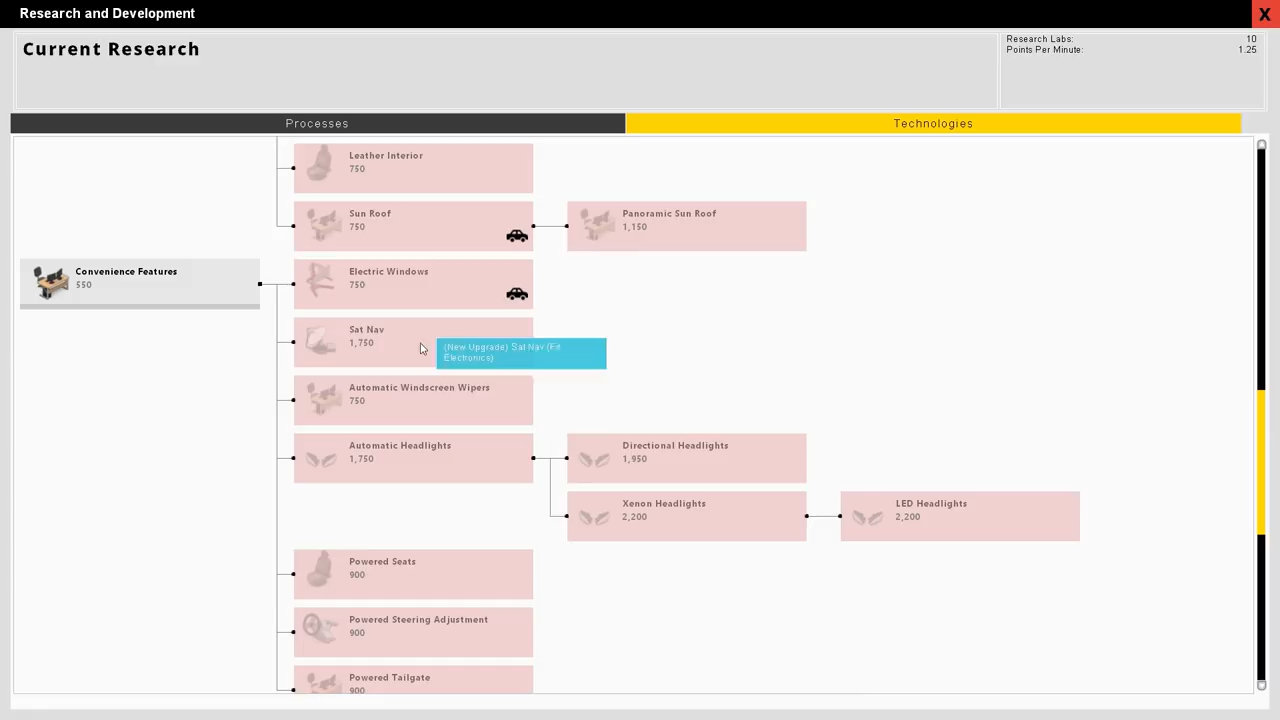 Research and Development
X
Current Research
Research Labs: 10
Points Per Minute: 1.25
Processes
Technologies
Leather Interior
750
Sun Roof
750
Panoramic Sun Roof
1,150
Convenience Features
550
Electric Windows
750
Sat Nav
1,750
(New Upgrade) Sat Nav (Fit
Electronics)
Automatic Windscreen Wipers
750
Automatic Headlights
1,750
Directional Headlights
1,950
Xenon Headlights
2,200
LED Headlights
2,200
Powered Seats
900
Powered Steering Adjustment
900
Powered Tailgate
900